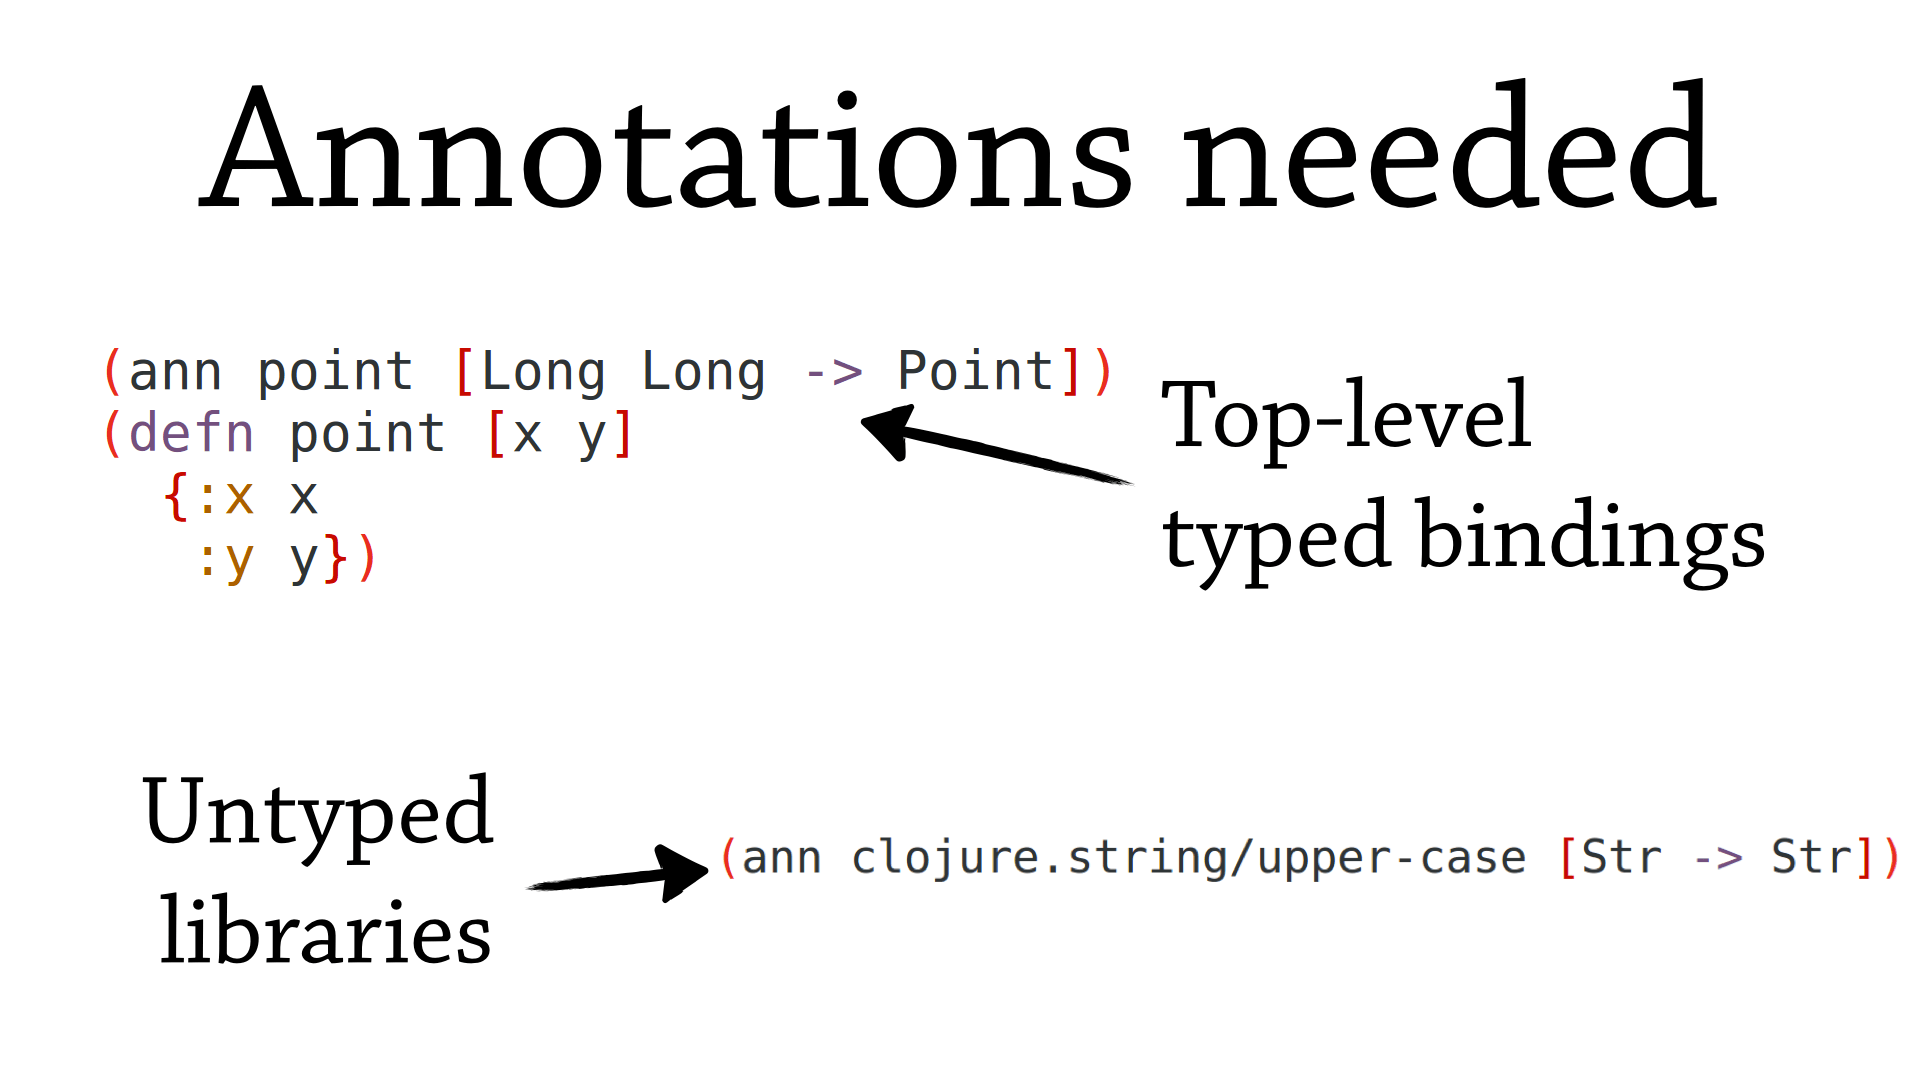 Annotations needed
(ann point [Long Long -> Point])
(defn point [x y]
  {:x x
   :y y})
Top-level
typed bindings
Untyped
libraries
(ann clojure.string/upper-case [Str -> Str])